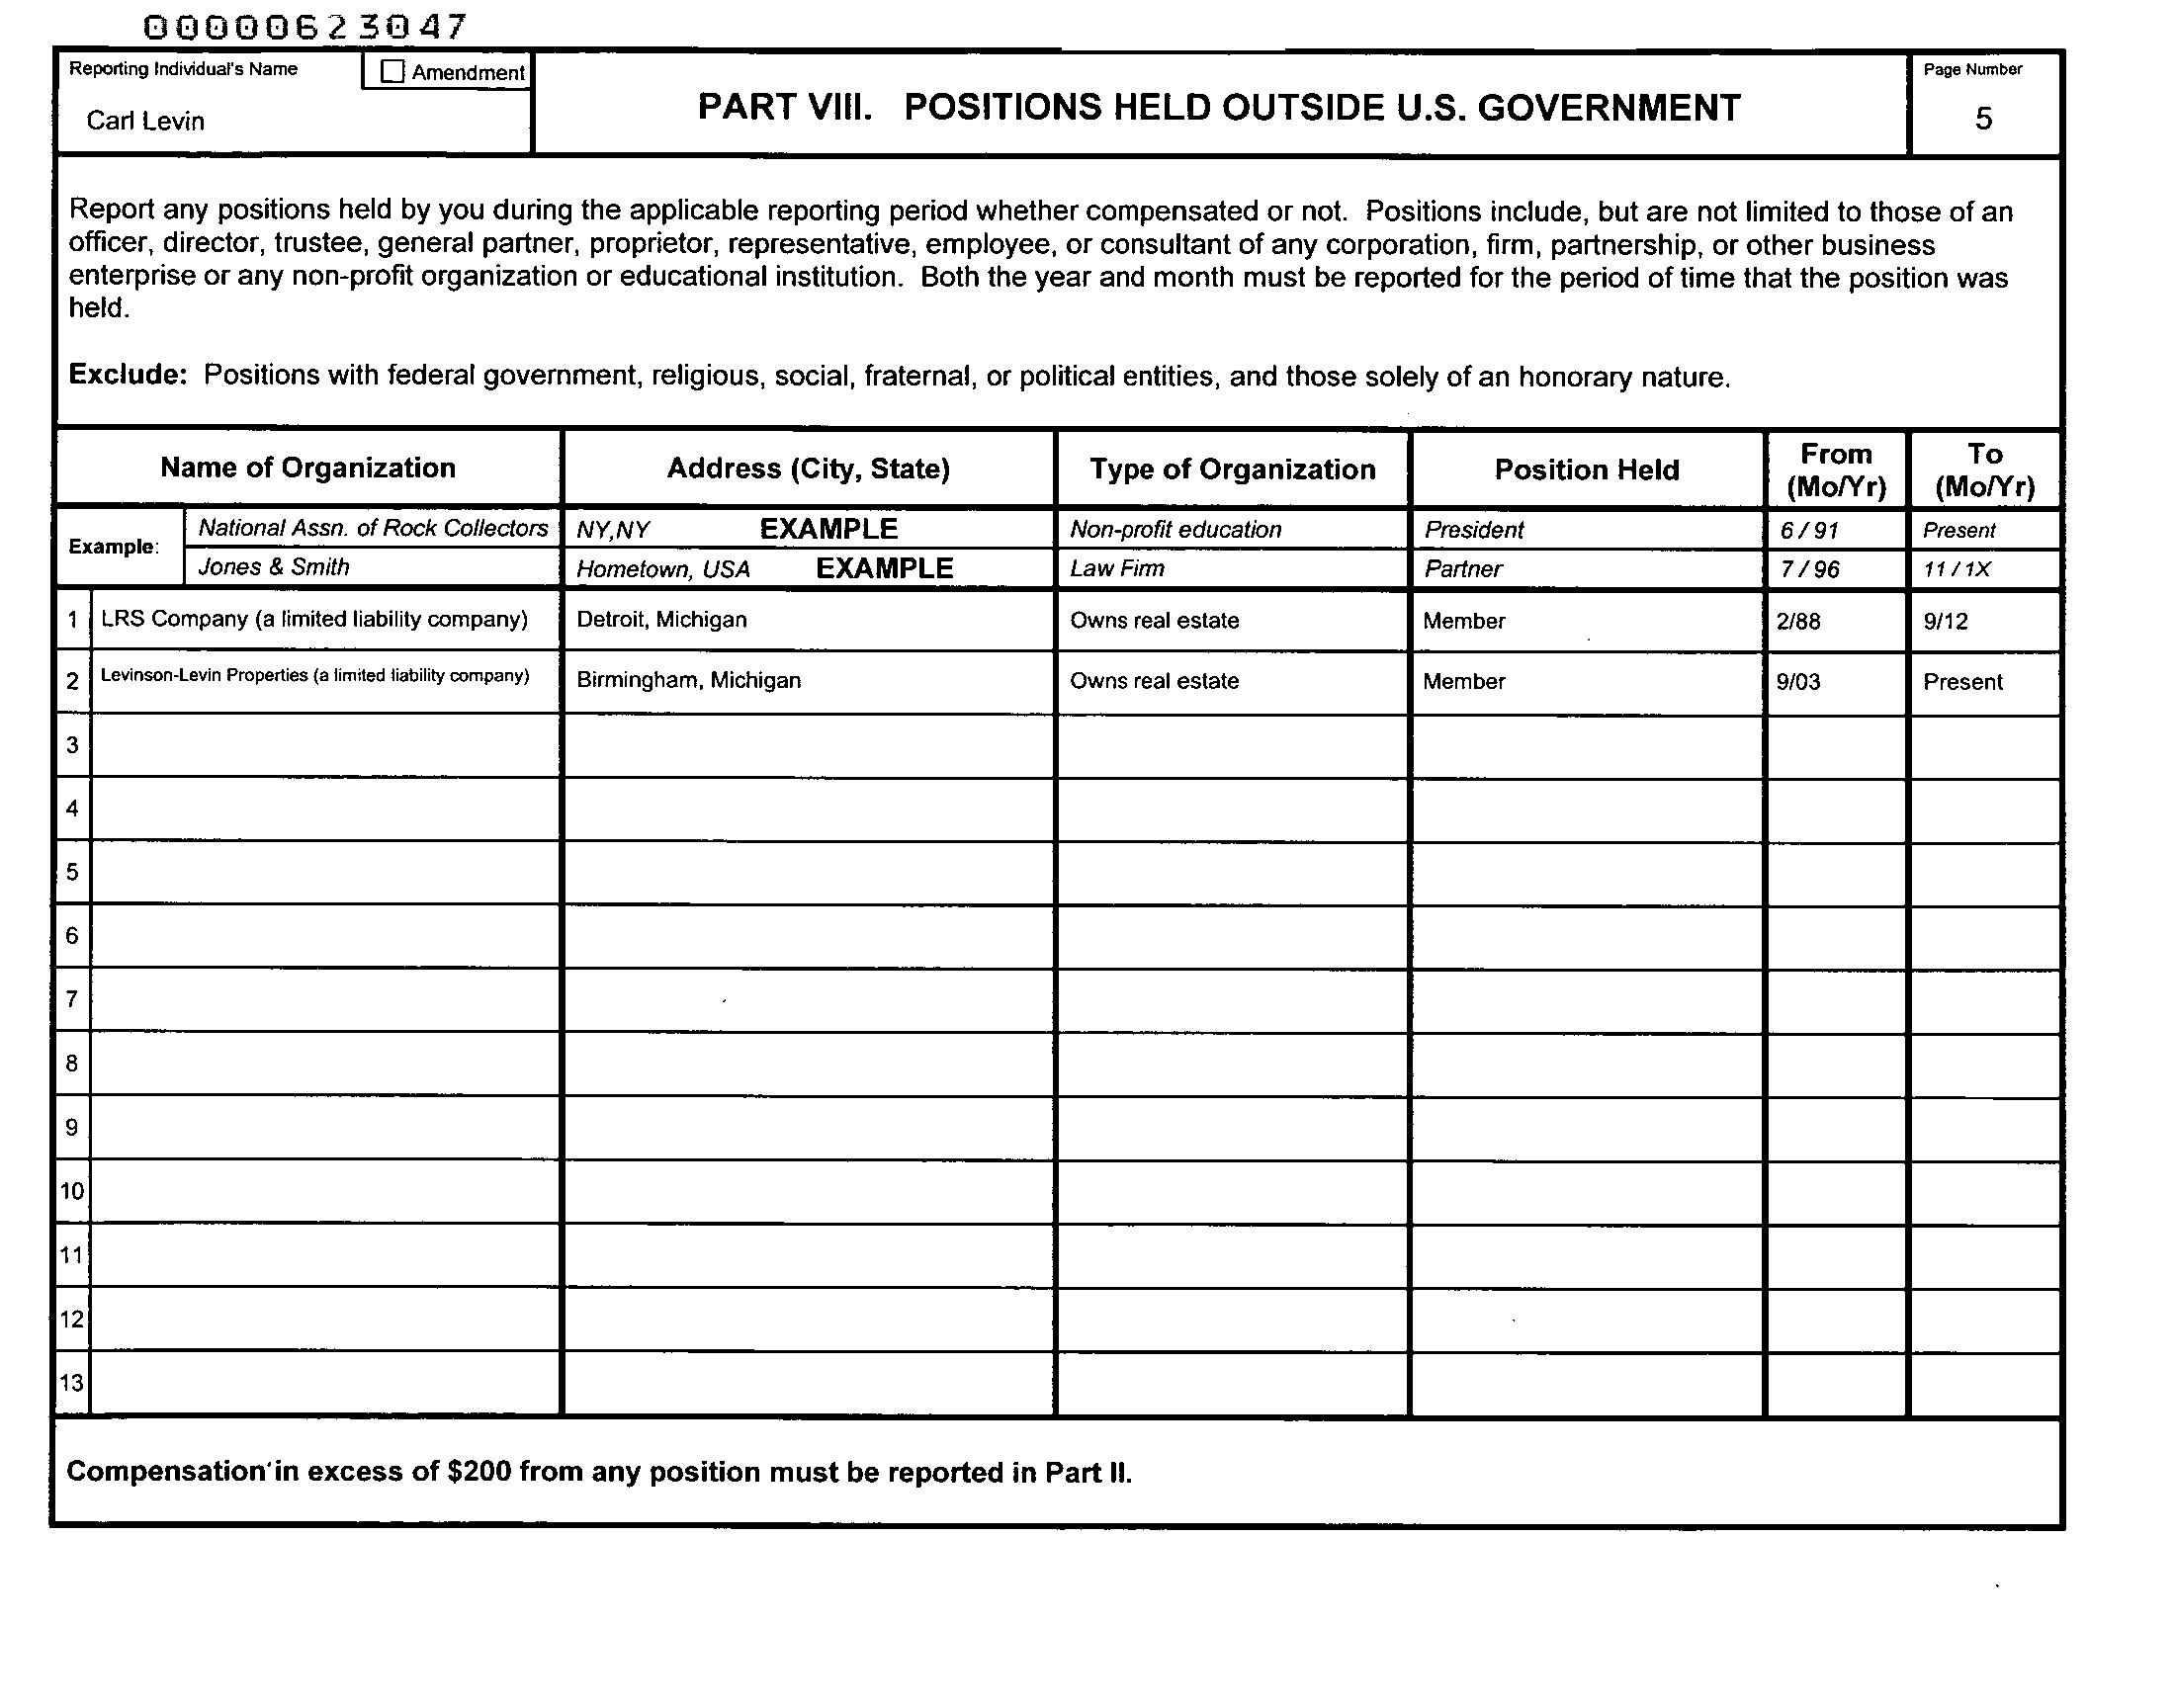 00000623047
Reporting Individual's Name
☐ Amendment
Carl Levin
PART VIII. POSITIONS HELD OUTSIDE U.S. GOVERNMENT
Page Number
5
Report any positions held by you during the applicable reporting period whether compensated or not. Positions include, but are not limited to those of an
officer, director, trustee, general partner, proprietor, representative, employee, or consultant of any corporation, firm, partnership, or other business
enterprise or any non-profit organization or educational institution. Both the year and month must be reported for the period of time that the position was
held.
Exclude: Positions with federal government, religious, social, fraternal, or political entities, and those solely of an honorary nature.
Name of Organization Address (City, State) Type of Organization Position Held From (Mo/Yr) To (Mo/Yr)
Example:
National Assn. of Rock Collectors NY,NY EXAMPLE Non-profit education President 6 / 91 Present
Jones & Smith Hometown, USA EXAMPLE Law Firm Partner 7 / 96 11 / 1X
1 LRS Company (a limited liability company) Detroit, Michigan Owns real estate Member 2/88 9/12
2 Levinson-Levin Properties (a limited liability company) Birmingham, Michigan Owns real estate Member 9/03 Present
3
4
5
6
7
8
9
10
11
12
13
Compensation in excess of $200 from any position must be reported in Part II.